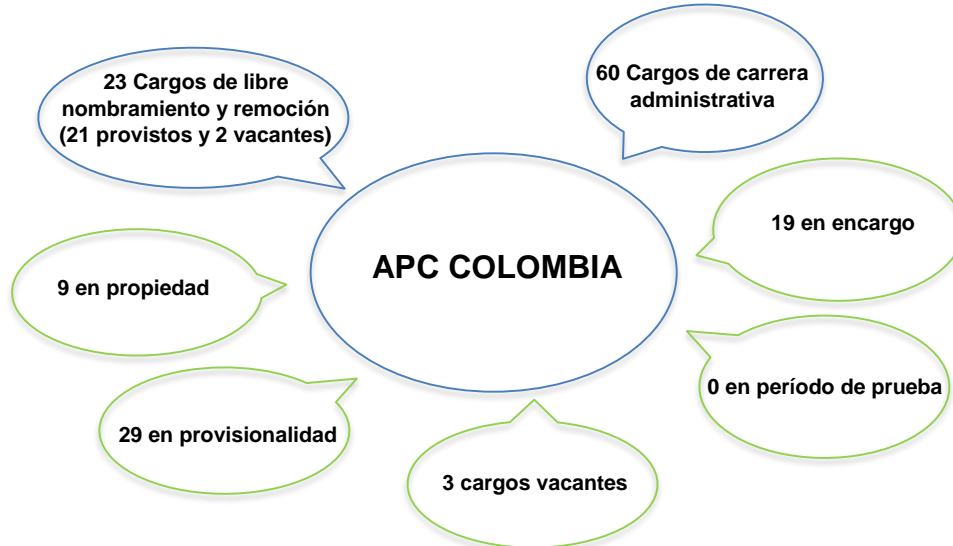 23 Cargos de libre
nombramiento y remoción
(21 provistos y 2 vacantes)
60 Cargos de carrera
administrativa
19 en encargo
APC COLOMBIA
9 en propiedad
0 en período de prueba
29 en provisionalidad
3 cargos vacantes